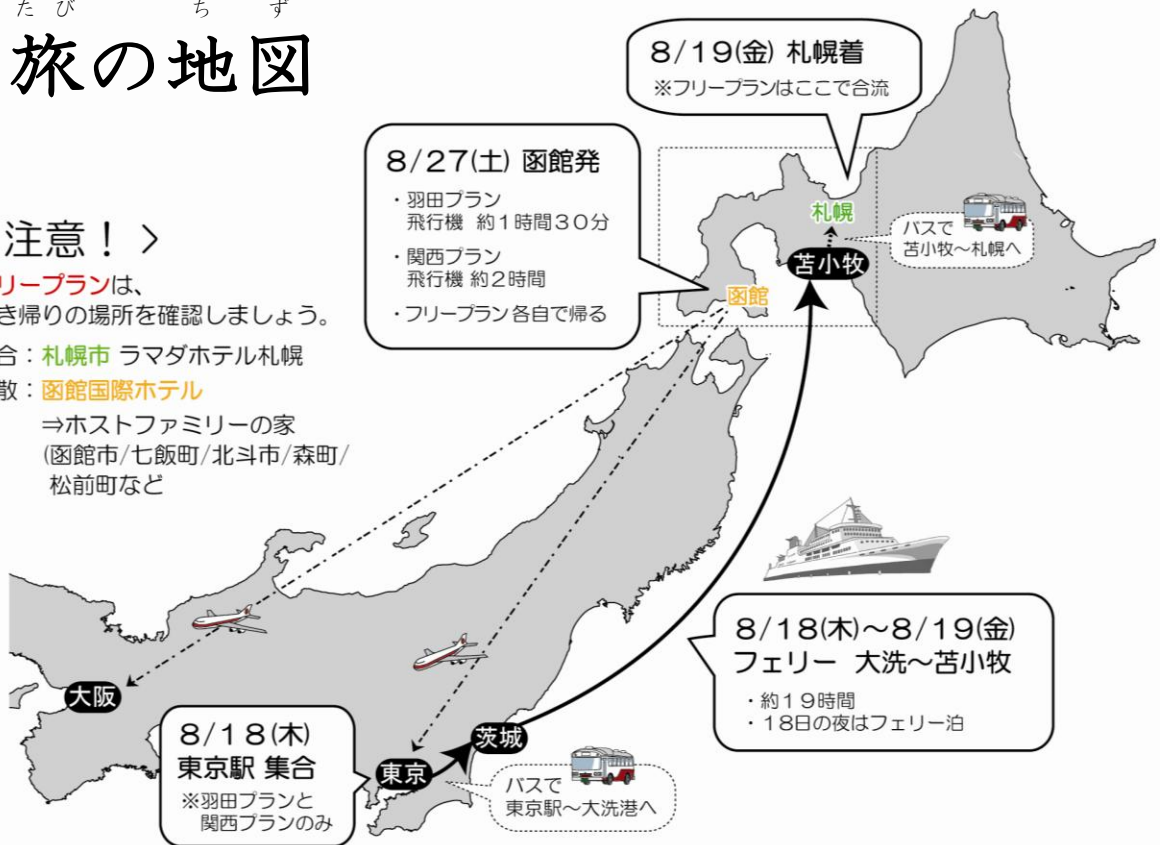 たび ち ず
旅の地図
8/19(金) 札幌着
※フリープランはここで合流
8/27(土) 函館発
・羽田プラン
飛行機 約1時間30分
・関西プラン
飛行機 約2時間
・フリープラン 各自で帰る
札幌
バスで
苫小牧～札幌へ
苫小牧
函館
注意！＞
リープランは、
き帰りの場所を確認しましょう。
合：札幌市 ラマダホテル札幌
散：函館国際ホテル
⇒ホストファミリーの家
(函館市/七飯町/北斗市/森町/
松前町など
8/18(木)～8/19(金)
フェリー 大洗～苫小牧
・約19時間
・18日の夜はフェリー泊
大阪
8/18(木)
東京駅 集合
※羽田プランと
関西プランのみ
東京
茨城
バスで
東京駅～大洗港へ